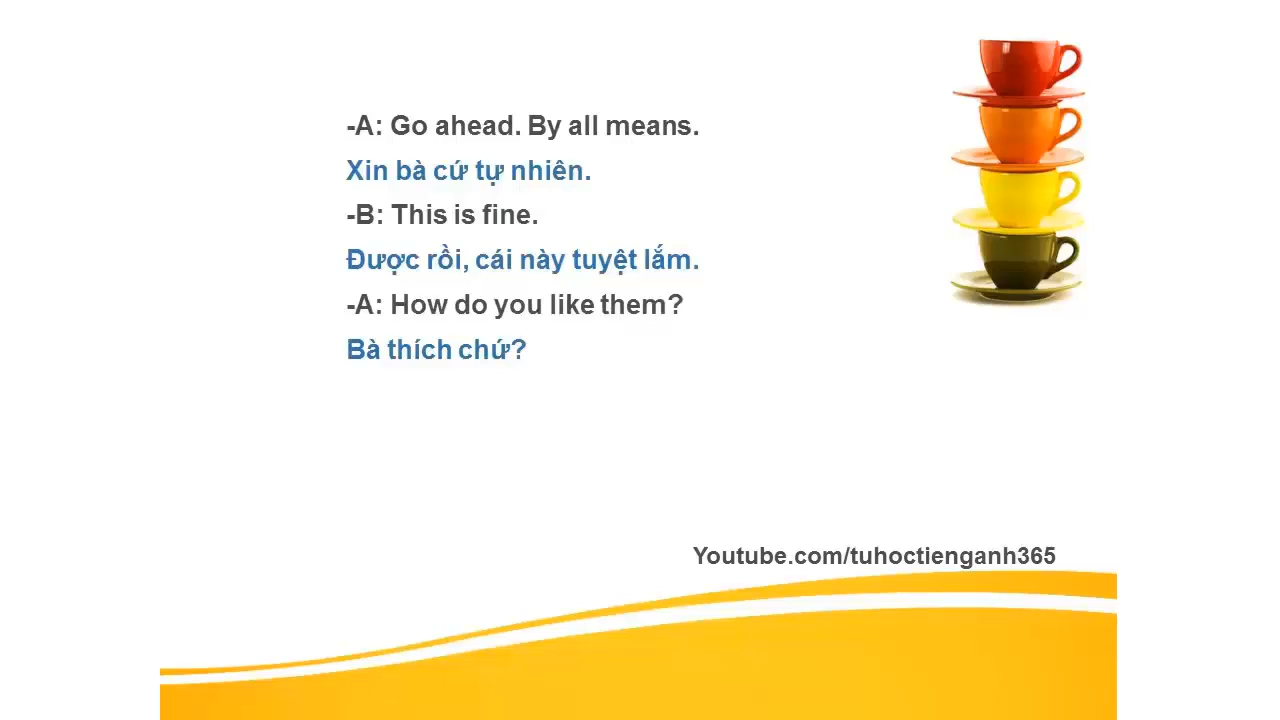 -A: Go ahead. By all means.
Xin bà cứ tự nhiên.
-B: This is fine.
Được rồi, cái này tuyệt lắm.
-A: How do you like them?
Bà thích chứ?
Youtube.com/tuhoctienganh365